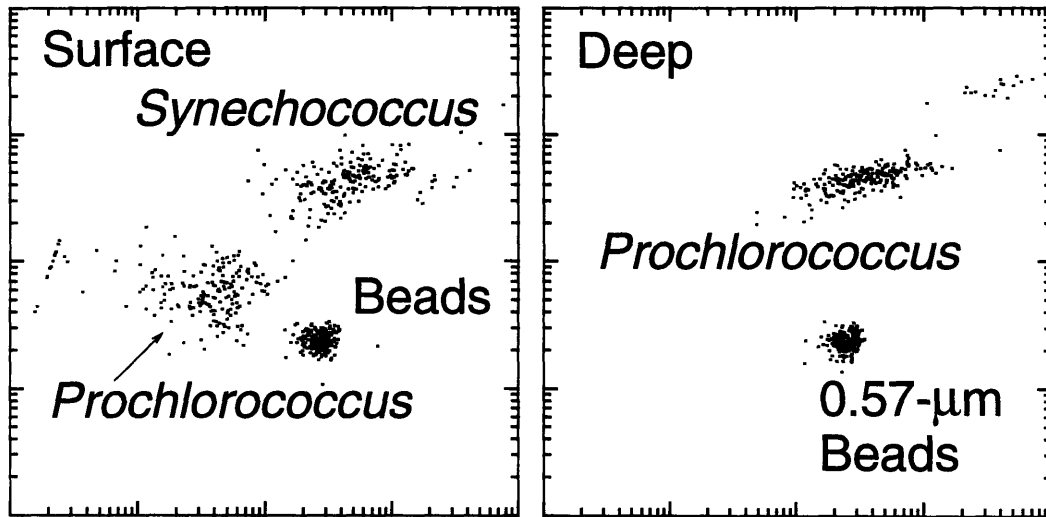 Surface
Synechococcus
Beads
Prochlorococcus
Deep
Prochlorococcus
0.57-μm
Beads